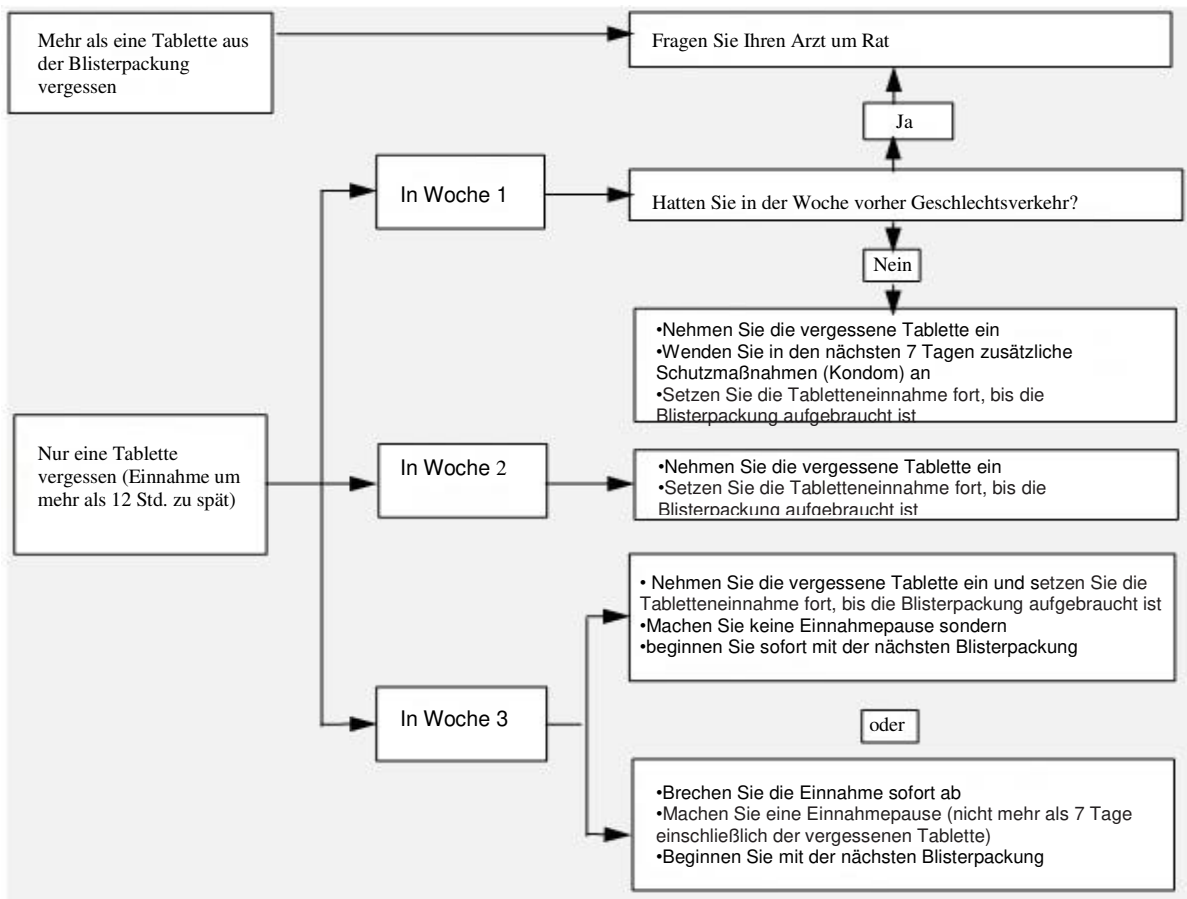 Mehr als eine Tablette aus
der Blisterpackung
vergessen
Fragen Sie Ihren Arzt um Rat
Ja
In Woche 1
Hatten Sie in der Woche vorher Geschlechtsverkehr?
Nein
•Nehmen Sie die vergessene Tablette ein
•Wenden Sie in den nächsten 7 Tagen zusätzliche
Schutzmaßnahmen (Kondom) an
•Setzen Sie die Tabletteneinnahme fort, bis die
Blisterpackung aufgebraucht ist
Nur eine Tablette
vergessen (Einnahme um
mehr als 12 Std. zu spät)
In Woche 2
•Nehmen Sie die vergessene Tablette ein
•Setzen Sie die Tabletteneinnahme fort, bis die
Blisterpackung aufgebraucht ist
In Woche 3
• Nehmen Sie die vergessene Tablette ein und setzen Sie die
Tabletteneinnahme fort, bis die Blisterpackung aufgebraucht ist
•Machen Sie keine Einnahmepause sondern
•beginnen Sie sofort mit der nächsten Blisterpackung
oder
•Brechen Sie die Einnahme sofort ab
•Machen Sie eine Einnahmepause (nicht mehr als 7 Tage
einschließlich der vergessenen Tablette)
•Beginnen Sie mit der nächsten Blisterpackung